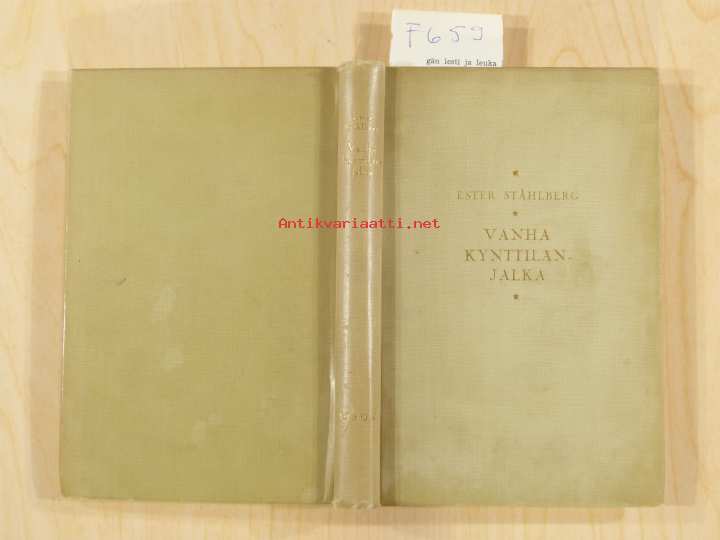 F659
gän lesti ja leuka
ESTER STÅHLBERG
VANHA
KYNTTILÄN-
JALKA
Antikvariaatti.net